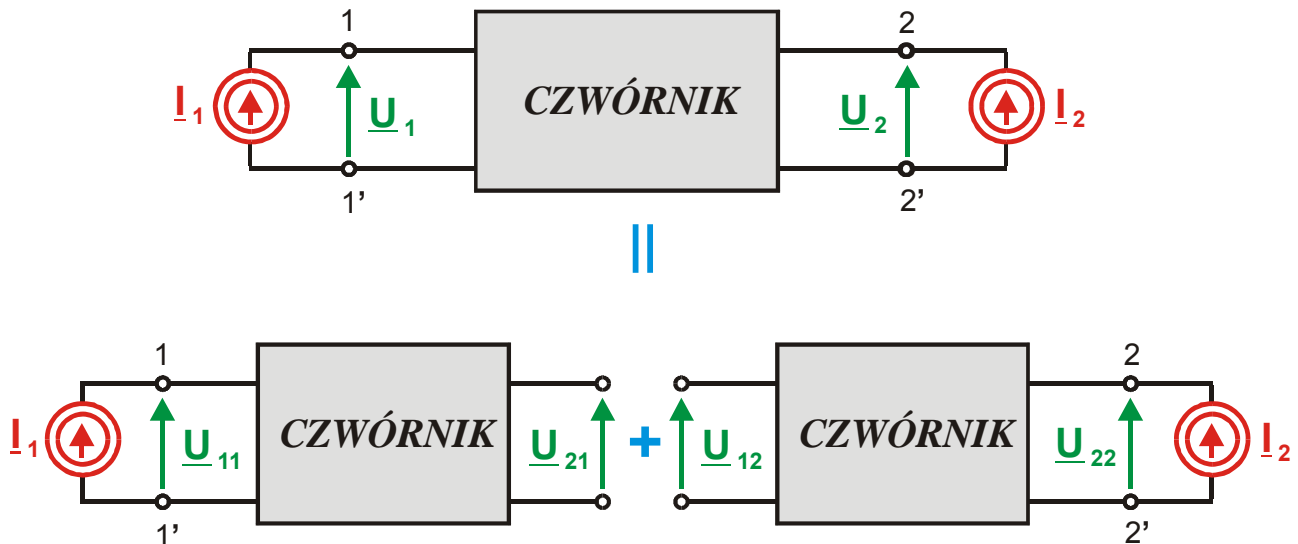 1 2
I1 U1 CZWÓRNIK U2 I2
1’ 2’
=
1 2
I1 U11 CZWÓRNIK U21 + U12 CZWÓRNIK U22 I2
1’ 2’